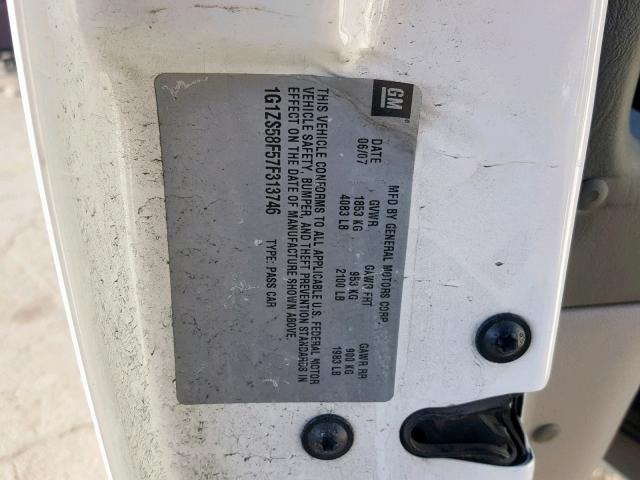 GM
MFD BY GENERAL MOTORS CORP
DATE GVWR GAWR FRT GAWR RR
06/07 1853 KG 953 KG 900 KG
4083 LB 2100 LB 1983 LB
THIS VEHICLE CONFORMS TO ALL APPLICABLE U.S. FEDERAL MOTOR
VEHICLE SAFETY, BUMPER, AND THEFT PREVENTION STANDARDS IN
EFFECT ON THE DATE OF MANUFACTURE SHOWN ABOVE.
1G1ZS58F57F313746 TYPE: PASS CAR